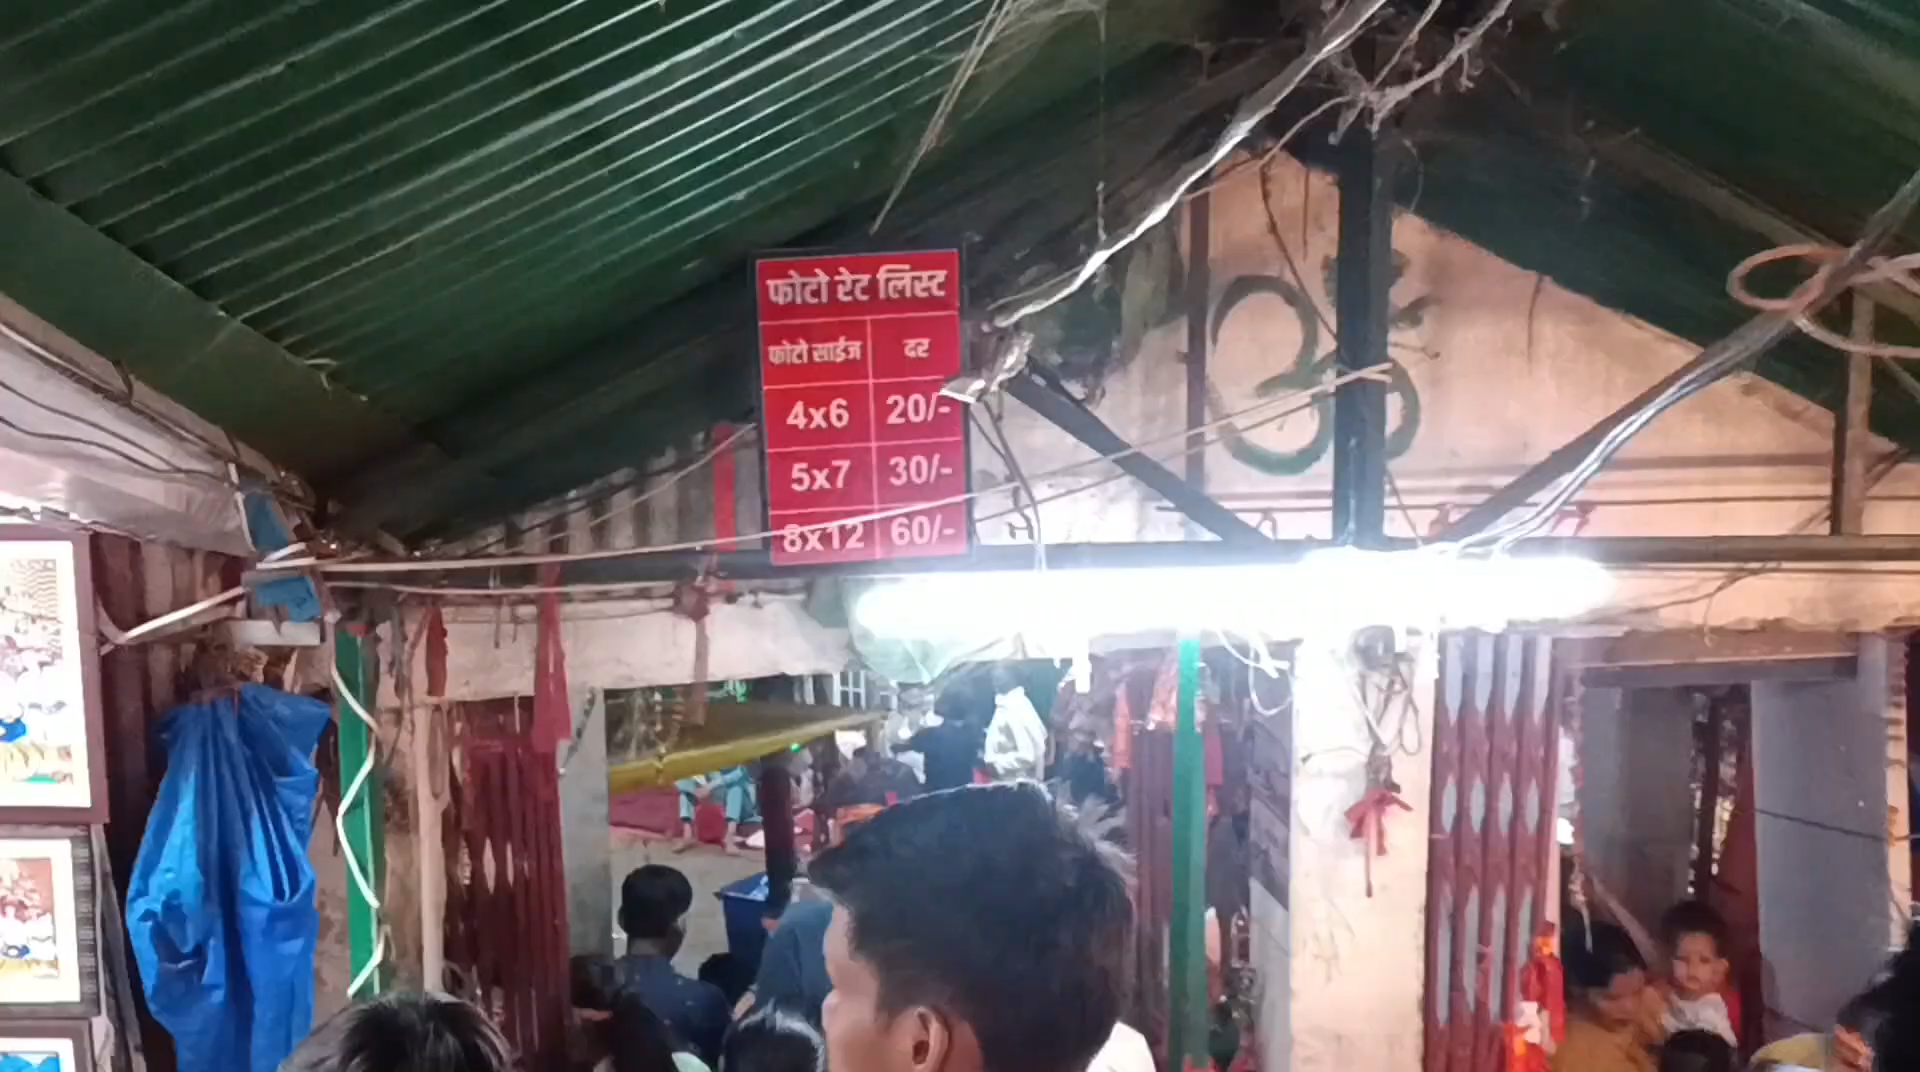 फोटो रेट लिस्ट
फोटो साईज दर
4x6 20/-
5x7 30/-
8x12 60/-
ॐ